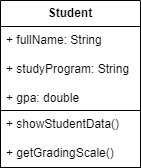 Student
+ fullName: String
+ studyProgram: String
+ gpa: double
+ showStudentData()
+ getGradingScale()